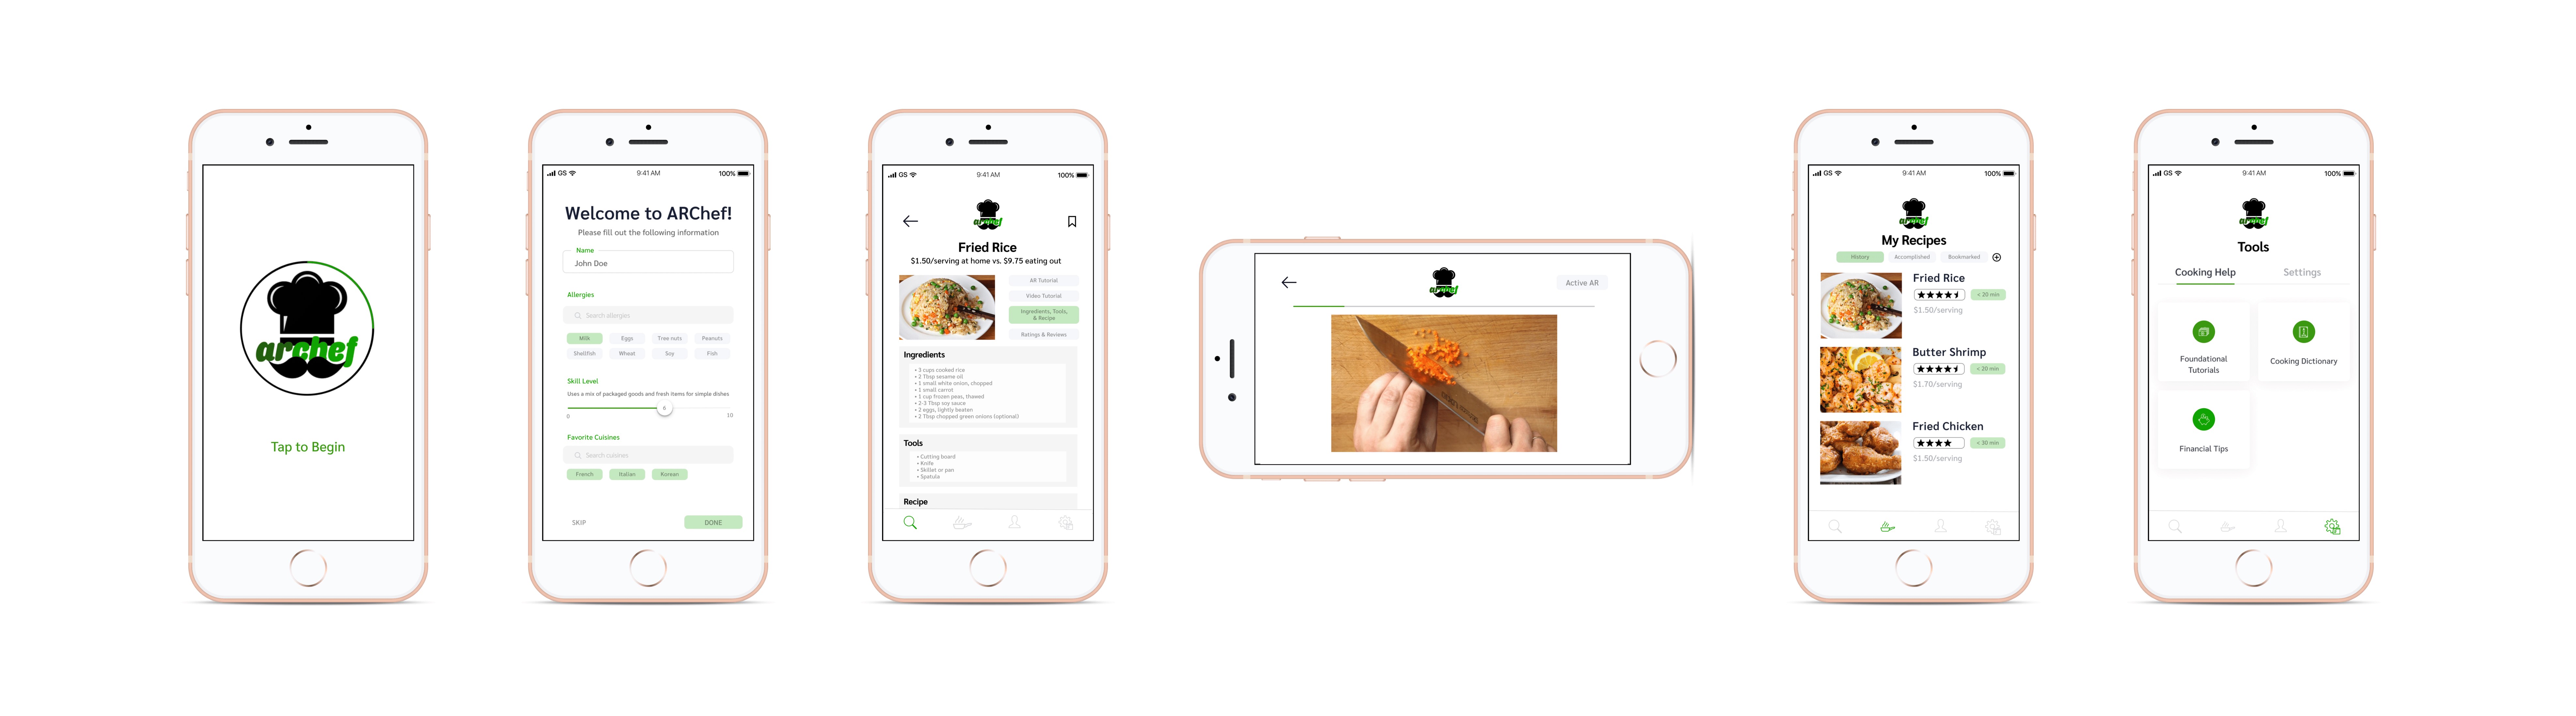 archef
Tap to Begin
GS
9:41 AM
100%
Welcome to ARChef!
Please fill out the following information
Name
John Doe
Allergies
Search allergies
Milk
Eggs
Tree nuts
Peanuts
Shellfish
Wheat
Soy
Fish
Skill Level
Uses a mix of packaged goods and fresh items for simple dishes
6
0
10
Favorite Cuisines
Search cuisines
French
Italian
Korean
SKIP
DONE
GS
9:41 AM
100%
archef
Fried Rice
$1.50/serving at home vs. $9.75 eating out
AR Tutorial
Video Tutorial
Ingredients, Tools,
& Recipe
Ratings & Reviews
Ingredients
• 3 cups cooked rice
• 2 Tbsp sesame oil
• 1 small white onion, chopped
• 1 small carrot
• 1 cup frozen peas, thawed
• 2-3 Tbsp soy sauce
• 2 eggs, lightly beaten
• 2 Tbsp chopped green onions (optional)
Tools
• Cutting board
• Knife
• Skillet or pan
• Spatula
Recipe
archef
Active AR
GS
9:41 AM
100%
archef
My Recipes
History
Accomplished
Bookmarked
Fried Rice
< 20 min
$1.50/serving
Butter Shrimp
< 20 min
$1.70/serving
Fried Chicken
< 30 min
$1.50/serving
GS
9:41 AM
100%
archef
Tools
Cooking Help
Settings
Foundational
Tutorials
Cooking Dictionary
Financial Tips